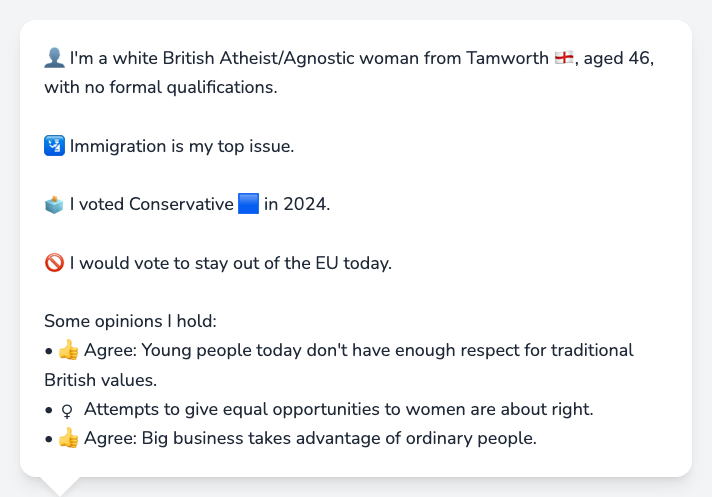 👤 I'm a white British Atheist/Agnostic woman from Tamworth 🏴󠁧󠁢󠁥󠁮󠁧󠁿, aged 46,
with no formal qualifications.
🛂 Immigration is my top issue.
🗳️ I voted Conservative 🟦 in 2024.
🚫 I would vote to stay out of the EU today.
Some opinions I hold:
• 👍 Agree: Young people today don't have enough respect for traditional
British values.
• ♀ Attempts to give equal opportunities to women are about right.
• 👍 Agree: Big business takes advantage of ordinary people.